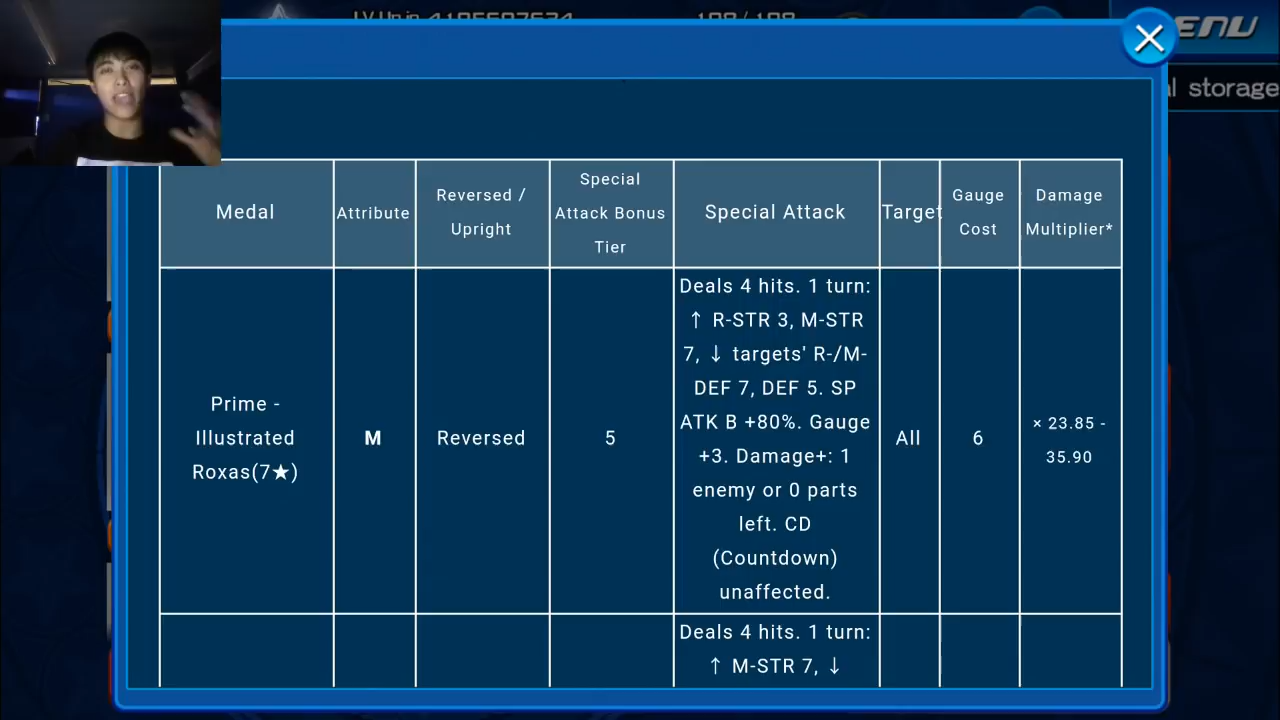 ENU
l storage
Medal
Attribute
Reversed /
Upright
Special
Attack Bonus
Tier
Special Attack
Target
Gauge
Cost
Damage
Multiplier*
Prime -
Illustrated
Roxas(7★)
M
Reversed
5
Deals 4 hits. 1 turn:
↑ R-STR 3, M-STR
7, ↓ targets' R-/M-
DEF 7, DEF 5. SP
ATK B +80%. Gauge
+3. Damage+: 1
enemy or 0 parts
left. CD
(Countdown)
unaffected.
All
6
× 23.85 -
35.90
Deals 4 hits. 1 turn:
↑ M-STR 7, ↓